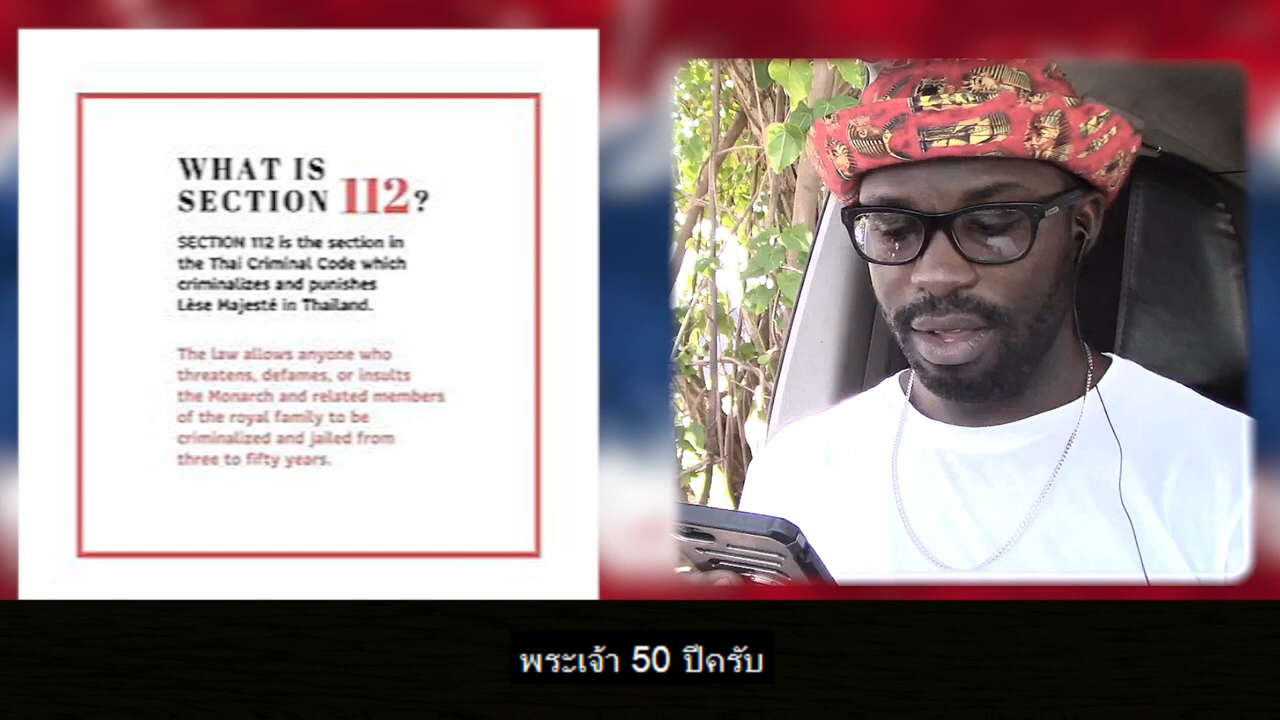 WHAT IS
SECTION 112?
SECTION 112 is the section in
the Thai Criminal Code which
criminalizes and punishes
Lèse Majesté in Thailand.
The law allows anyone who
threatens, defames, or insults
the Monarch and related members
of the royal family to be
criminalized and jailed from
three to fifty years.
พระเจ้า 50 ปีครับ